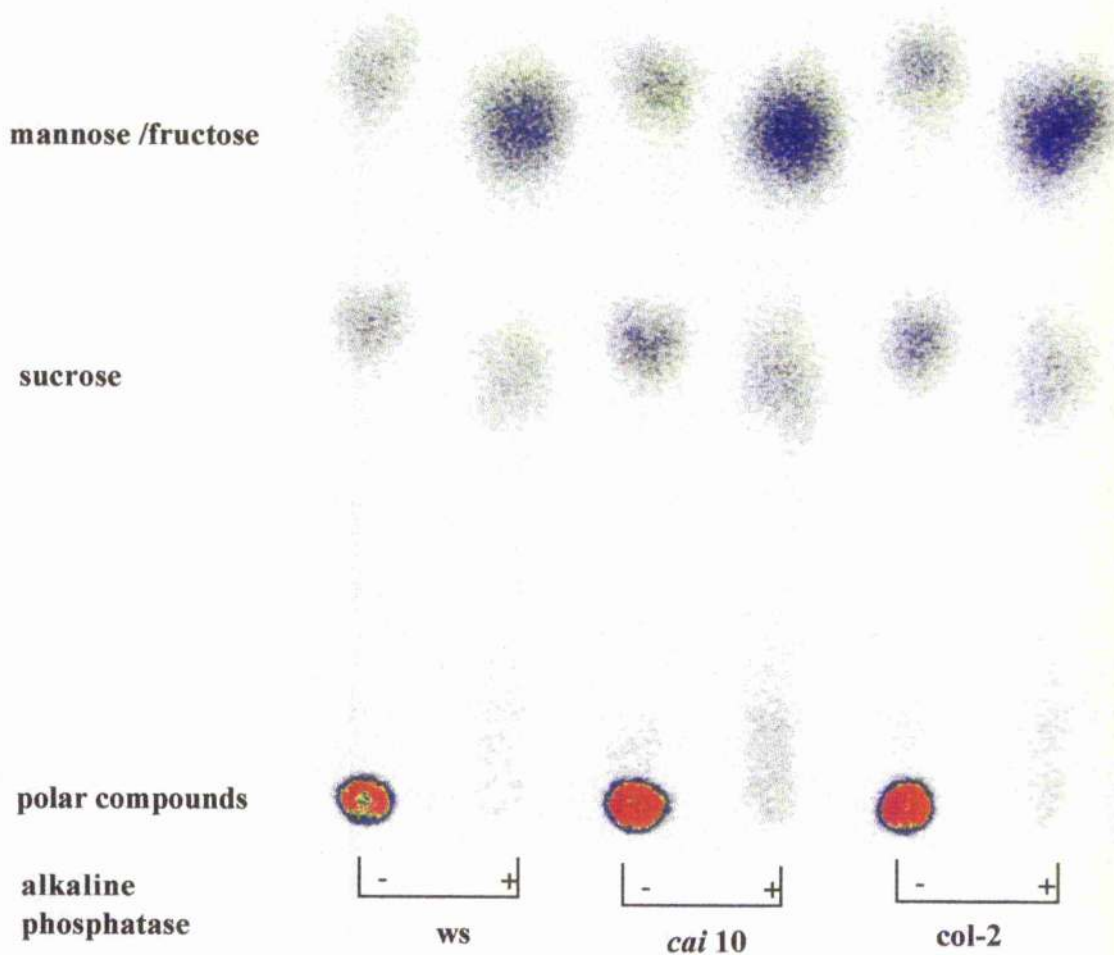 mannose /fructose
sucrose
polar compounds
alkaline
phosphatase
- + - + - +
ws cai 10 col-2